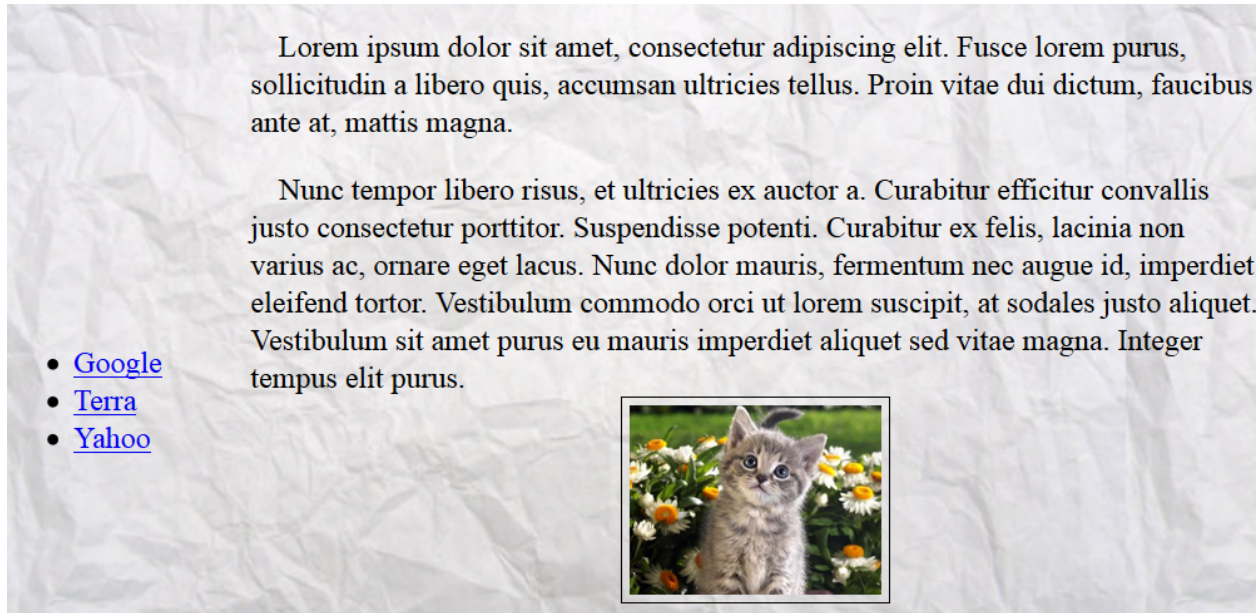 Lorem ipsum dolor sit amet, consectetur adipiscing elit. Fusce lorem purus,
sollicitudin a libero quis, accumsan ultricies tellus. Proin vitae dui dictum, faucibus
ante at, mattis magna.
Nunc tempor libero risus, et ultricies ex auctor a. Curabitur efficitur convallis
justo consectetur porttitor. Suspendisse potenti. Curabitur ex felis, lacinia non
varius ac, ornare eget lacus. Nunc dolor mauris, fermentum nec augue id, imperdiet
eleifend tortor. Vestibulum commodo orci ut lorem suscipit, at sodales justo aliquet.
Vestibulum sit amet purus eu mauris imperdiet aliquet sed vitae magna. Integer
tempus elit purus.
Google
Terra
Yahoo